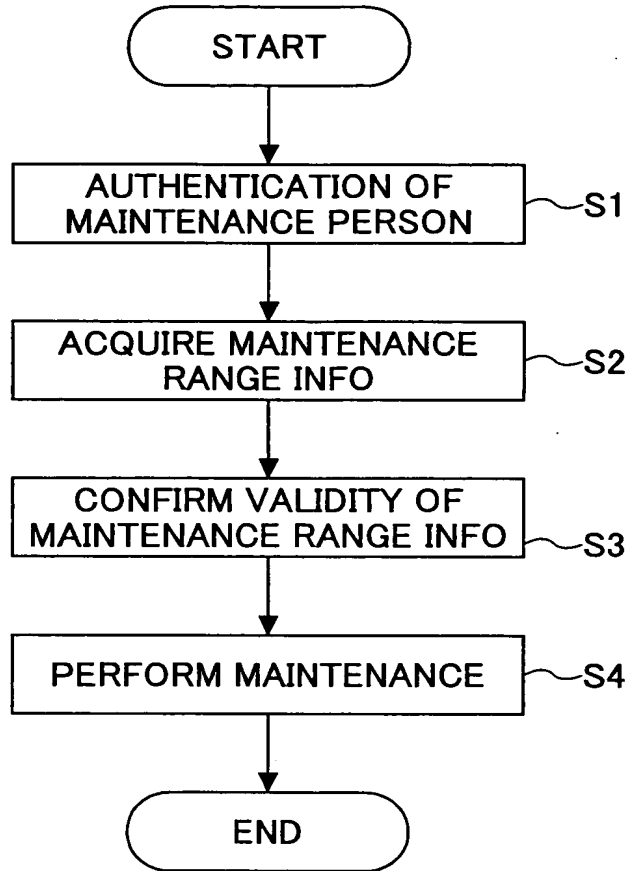 START
AUTHENTICATION OF
MAINTENANCE PERSON
S1
ACQUIRE MAINTENANCE
RANGE INFO
S2
CONFIRM VALIDITY OF
MAINTENANCE RANGE INFO
S3
PERFORM MAINTENANCE
S4
END